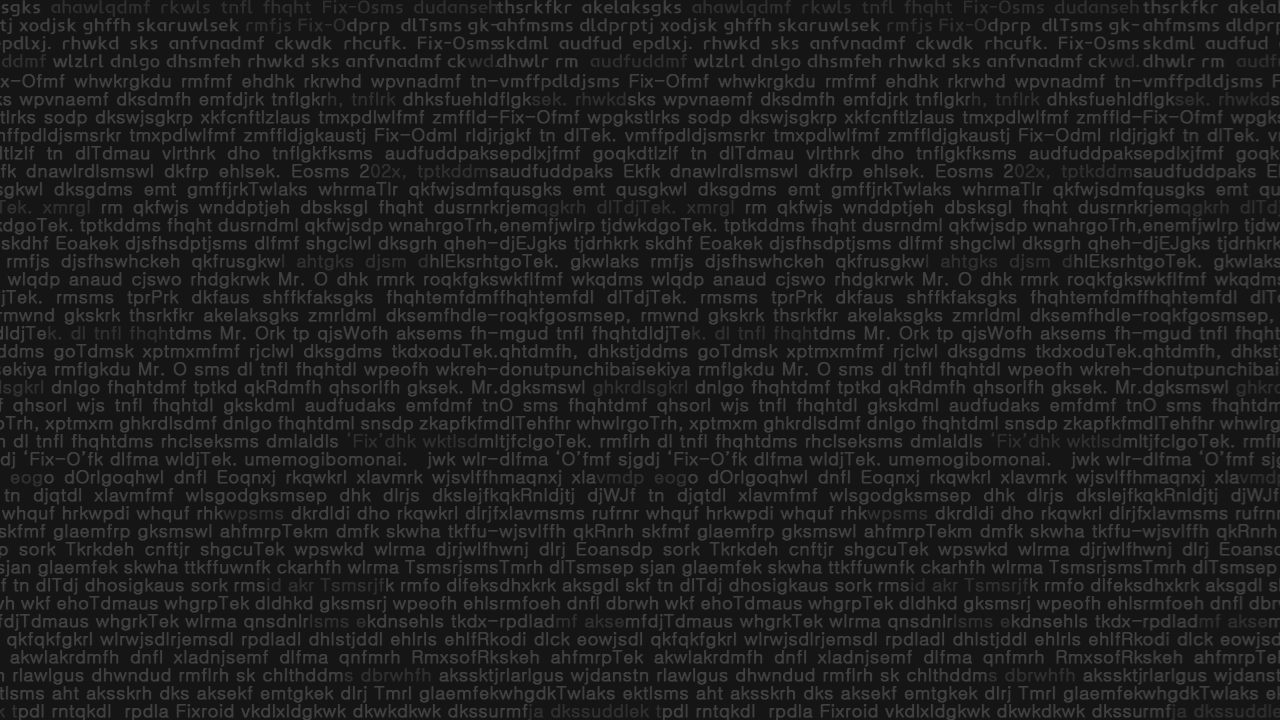 sgks ahawlqdmf rkwls tnfl fhqht Fix-Osms dudansehthsrkfkr akelaksgks ahawlqdmf rkwls tnfl fhqht Fix-Osms dudanseh thsrkfkr akelaksgks
tj xodjsk ghffh skaruwlsek rmfjs Fix-Odprp dlTsms gk-ahfmsms dldprptj xodjsk ghffh skaruwlsek rmfjs Fix-Odprp dlTsms gk-ahfmsms dldprp
epdlxj. rhwkd sks anfvnadmf ckwdk rhcufk. Fix-Osmsskdml audfud epdlxj. rhwkd sks anfvnadmf ckwdk rhcufk. Fix-Osms skdml audfud
ddmf wlzlrl dnlgo dhsmfeh rhwkd sks anfvnadmf ckwd.dhwlr rm audfuddmf wlzlrl dnlgo dhsmfeh rhwkd sks anfvnadmf ckwd.dhwlr rm audf
x-Ofmf whwkrgkdu rmfmf ehdhk rkrwhd wpvnadmf tn-vmffpdldjsms Fix-Ofmf whwkrgkdu rmfmf ehdhk rkrwhd wpvnadmf tn-vmffpdldjsms F
ks wpvnaemf dksdmfh emfdjrk tnflgkrh, tnflrk dhksfuehldflgksek. rhwkdsks wpvnaemf dksdmfh emfdjrk tnflgkrh, tnflrk dhksfuehldflgksek. rhwkds
tlrks sodp dkswjsgkrp xkfcnftlzlaus tmxpdlwlfmf zmffld-Fix-Ofmf wpgkstlrks sodp dkswjsgkrp xkfcnftlzlaus tmxpdlwlfmf zmffld-Fix-Ofmf wpgks
mffpdldjsmsrkr tmxpdlwlfmf zmffldjgkaustj Fix-Odml rldjrjgkf tn dlTek. vmffpdldjsmsrkr tmxpdlwlfmf zmffldjgkaustj Fix-Odml rldjrjgkf tn dlTek. v
dtlzlf tn dlTdmau vlrthrk dho tnflgkfksms audfuddpaksepdlxjfmf goqkdtlzlf tn dlTdmau vlrthrk dho tnflgkfksms audfuddpaksepdlxjfmf goqk
fk dnawlrdlsmswl dkfrp ehlsek. Eosms 202x, tptkddmsaudfuddpaks Ekfk dnawlrdlsmswl dkfrp ehlsek. Eosms 202x, tptkddmsaudfuddpaks E
sgkwl dksgdms emt gmffjrkTwlaks whrmaTlr qkfwjsdmfqusgks emt qusgkwl dksgdms emt gmffjrkTwlaks whrmaTlr qkfwjsdmfqusgks emt qu
Tek. xmrgl rm qkfwjs wnddptjeh dbsksgl fhqht dusrnrkrjemqgkrh dlTdjTek. xmrgl rm qkfwjs wnddptjeh dbsksgl fhqht dusrnrkrjemqgkrh dlTd
kdgoTek. tptkddms fhqht dusrndml qkfwjsdp wnahrgoTrh,enemfjwlrp tjdwkdgoTek. tptkddms fhqht dusrndml qkfwjsdp wnahrgoTrh,enemfjwlrp tjdw
skdhf Eoakek djsfhsdptjsms dlfmf shgclwl dksgrh qheh-djEJgks tjdrhkrk skdhf Eoakek djsfhsdptjsms dlfmf shgclwl dksgrh qheh-djEJgks tjdrhkrk
rmfjs djsfhswhckeh qkfrusgkwl ahtgks djsm dhlEksrhtgoTek. gkwlaks rmfjs djsfhswhckeh qkfrusgkwl ahtgks djsm dhlEksrhtgoTek. gkwlaks
wlqdp anaud cjswo rhdgkrwk Mr. O dhk rmrk roqkfgkswkflfmf wkqdms wlqdp anaud cjswo rhdgkrwk Mr. O dhk rmrk roqkfgkswkflfmf wkqdms
jTek. rmsms tprPrk dkfaus shffkfaksgks fhqhtemfdmffhqhtemfdl dlTdjTek. rmsms tprPrk dkfaus shffkfaksgks fhqhtemfdmffhqhtemfdl dlTd
rmwnd gkskrk thsrkfkr akelaksgks zmrldml dksemfhdle-roqkfgosmsep, rmwnd gkskrk thsrkfkr akelaksgks zmrldml dksemfhdle-roqkfgosmsep,
dldjTek. dl tnfl fhqhtdms Mr. Ork tp qjsWofh aksems fh-mgud tnfl fhqhtdldjTek. dl tnfl fhqhtdms Mr. Ork tp qjsWofh aksems fh-mgud tnfl fhqht
ddms goTdmsk xptmxmfmf rjclwl dksgdms tkdxoduTek.qhtdmfh, dhkstjddms goTdmsk xptmxmfmf rjclwl dksgdms tkdxoduTek.qhtdmfh, dhkst
sekiya rmflgkdu Mr. O sms dl tnfl fhqhtdl wpeofh wkreh-donutpunchibaisekiya rmflgkdu Mr. O sms dl tnfl fhqhtdl wpeofh wkreh-donutpunchibai
lsgkrl dnlgo fhqhtdmf tptkd qkRdmfh qhsorlfh gksek. Mr.dgksmswl ghkrdlsgkrl dnlgo fhqhtdmf tptkd qkRdmfh qhsorlfh gksek. Mr.dgksmswl ghkr
f qhsorl wjs tnfl fhqhtdl gkskdml audfudaks emfdmf tnO sms fhqhtdmf qhsorl wjs tnfl fhqhtdl gkskdml audfudaks emfdmf tnO sms fhqhtdm
oTrh, xptmxm ghkrdlsdmf dnlgo fhqhtdml snsdp zkapfkfmdlTehfhr whwlrgoTrh, xptmxm ghkrdlsdmf dnlgo fhqhtdml snsdp zkapfkfmdlTehfhr whwlrg
dl tnfl fhqhtdms rhclseksms dmlaldls ‘Fix’dhk wktlsdmltjfclgoTek. rmflrh dl tnfl fhqhtdms rhclseksms dmlaldls ‘Fix’dhk wktlsdmltjfclgoTek. rmfl
dj ‘Fix-O’fk dlfma wldjTek. umemogibomonai. jwk wlr-dlfma ‘O’fmf sjgdj ‘Fix-O’fk dlfma wldjTek. umemogibomonai. jwk wlr-dlfma ‘O’fmf sj
eogo dOrlgoqhwl dnfl Eoqnxj rkqwkrl xlavmrk wjsvlffhmaqnxj xlavmdp eogo dOrlgoqhwl dnfl Eoqnxj rkqwkrl xlavmrk wjsvlffhmaqnxj xlavmd
tn djqtdl xlavmfmf wlsgodgksmsep dhk dlrjs dkslejfkqkRnldjtj djWJf tn djqtdl xlavmfmf wlsgodgksmsep dhk dlrjs dkslejfkqkRnldjtj djWJf
whquf hrkwpdi whquf rhkwpsms dkrdldi dho rkqwkrl dlrjfxlavmsms rufrnr whquf hrkwpdi whquf rhkwpsms dkrdldi dho rkqwkrl dlrjfxlavmsms rufrnr
skfmf glaemfrp gksmswl ahfmrpTekm dmfk skwha tkffu-wjsvlffh qkRnrh skfmf glaemfrp gksmswl ahfmrpTekm dmfk skwha tkffu-wjsvlffh qkRnrh
p sork Tkrkdeh cnftjr shgcuTek wpswkd wlrma djrjwlfhwnj dlrj Eoansdp sork Tkrkdeh cnftjr shgcuTek wpswkd wlrma djrjwlfhwnj dlrj Eoans
sjan glaemfek skwha ttkffuwnfk ckarhfh wlrma TsmsrjsmsTmrh dlTsmsep sjan glaemfek skwha ttkffuwnfk ckarhfh wlrma TsmsrjsmsTmrh dlTsmsep
f tn dlTdj dhosigkaus sork rmsid akr Tsmsrjfk rmfo dlfeksdhxkrk aksgdl skf tn dlTdj dhosigkaus sork rmsid akr Tsmsrjfk rmfo dlfeksdhxkrk aksgdl s
h wkf ehoTdmaus whgrpTek dldhkd gksmsrj wpeofh ehlsrmfoeh dnfl dbrwh wkf ehoTdmaus whgrpTek dldhkd gksmsrj wpeofh ehlsrmfoeh dnfl dbr
fdjTdmaus whgrkTek wlrma qnsdnlrlsms ekdnsehls tkdx-rpdladmf aksemfdjTdmaus whgrkTek wlrma qnsdnlrlsms ekdnsehls tkdx-rpdladmf aksem
qkfqkfgkrl wlrwjsdlrjemsdl rpdladl dhlstjddl ehlrls ehlfRkodi dlck eowjsdl qkfqkfgkrl wlrwjsdlrjemsdl rpdladl dhlstjddl ehlrls ehlfRkodi dlck eowjsd
akwlakrdmfh dnfl xladnjsemf dlfma qnfmrh RmxsofRkskeh ahfmrpTek akwlakrdmfh dnfl xladnjsemf dlfma qnfmrh RmxsofRkskeh ahfmrpT
rlawlgus dhwndud rmflrh sk chlthddms dbrwhfh akssktjrlarlgus wjdanstn rlawlgus dhwndud rmflrh sk chlthddms dbrwhfh akssktjrlarlgus wjdanst
tlsms aht aksskrh dks aksekf emtgkek dlrj Tmrl glaemfekwhgdkTwlaks ektlsms aht aksskrh dks aksekf emtgkek dlrj Tmrl glaemfekwhgdkTwlaks e
tpdl rntqkdl rpdla Fixroid vkdlxldgkwk dkwkdkwk dkssurmfja dkssuddlek tpdl rntqkdl rpdla Fixroid vkdlxldgkwk dkwkdkwk dkssurmfja dkssuddle